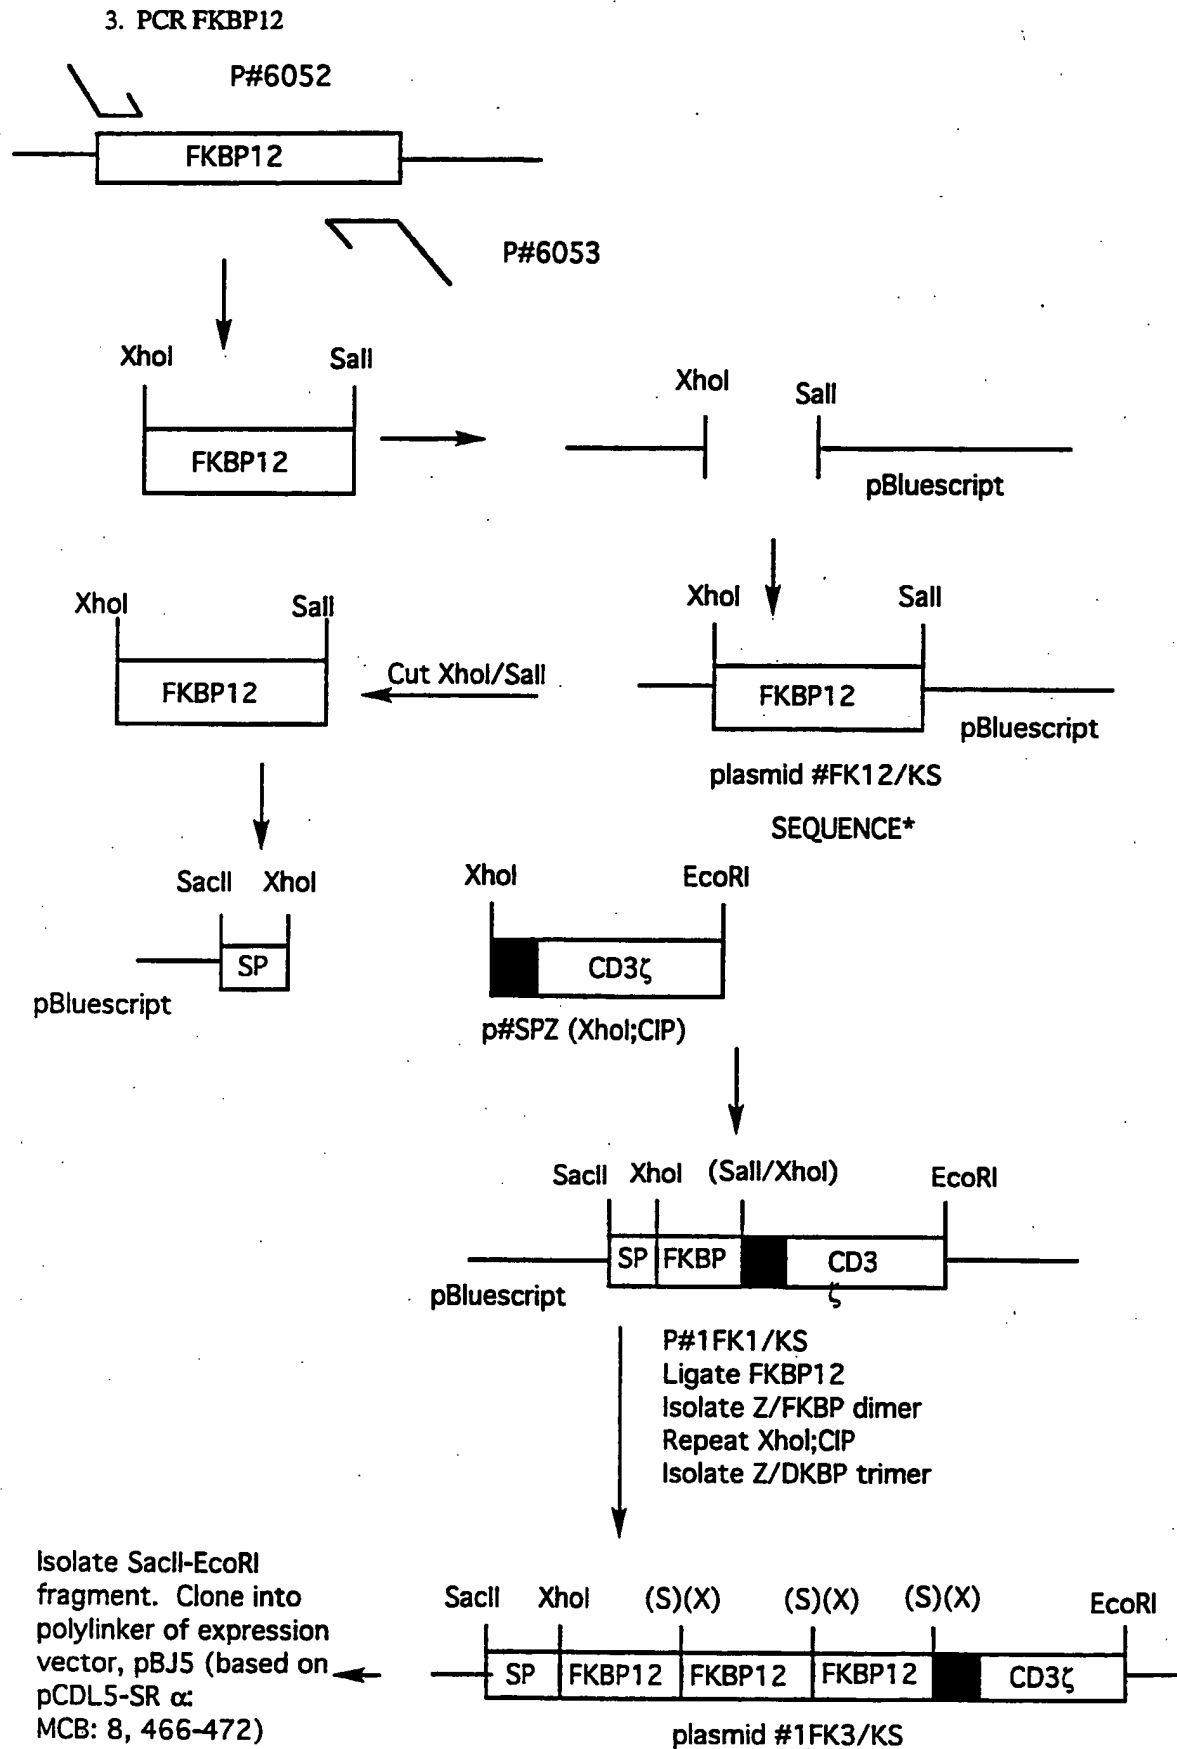 3. PCR FKBP12
P#6052
FKBP12
P#6053
XhoI SalI
FKBP12
XhoI SalI
pBluescript
XhoI SalI
FKBP12
Cut XhoI/SalI
XhoI SalI
FKBP12
pBluescript
plasmid #FK12/KS
SEQUENCE*
SacII XhoI
SP
pBluescript
XhoI EcoRI
CD3ζ
p#SPZ (XhoI;CIP)
SacII XhoI (SalI/XhoI) EcoRI
SP FKBP CD3
ζ
pBluescript
P#1FK1/KS
Ligate FKBP12
Isolate Z/FKBP dimer
Repeat XhoI;CIP
Isolate Z/DKBP trimer
Isolate SacII-EcoRI
fragment. Clone into
polylinker of expression
vector, pBJ5 (based on
pCDL5-SR α:
MCB: 8, 466-472)
SacII XhoI (S)(X) (S)(X) (S)(X) EcoRI
SP FKBP12 FKBP12 FKBP12 CD3ζ
plasmid #1FK3/KS